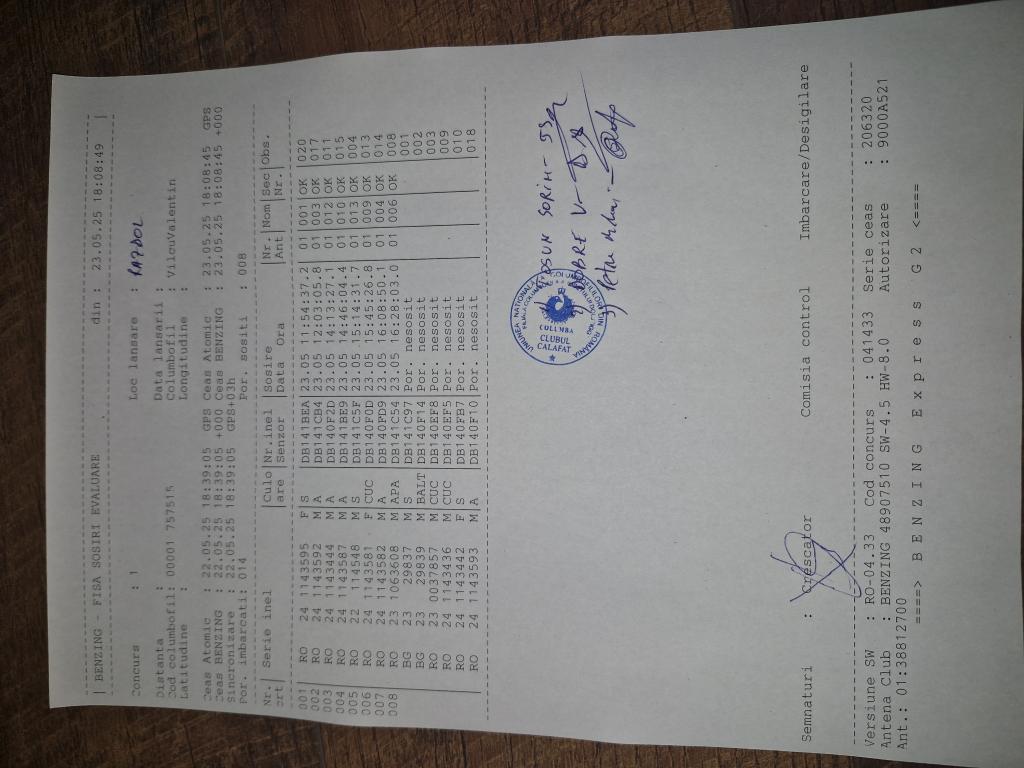 | BENZING - FISA SOSIRI EVALUARE din : 23.05.25 18:08:49 |
Concurs : 1 Loc lansare : RAZDOL
Distanta : Data lansarii :
Cod columbofil: 00001 757515 Columbofil : VilcuValentin
Latitudine : Longitudine :
Ceas Atomic : 22.05.25 18:39:05 GPS Ceas Atomic : 23.05.25 18:08:45 GPS
Ceas BENZING : 22.05.25 18:39:05 +000 Ceas BENZING : 23.05.25 18:08:45 +000
Sincronizare : 22.05.25 18:39:05 GPS+03h
Por. imbarcati: 014 Por. sositi : 008
Nr.| Serie inel |Culo|Nr.inel |Sosire |Nr.|Nom|Sec|Obs.
crt| |are |senzor |Data Ora |Ant| |Nr.|
001| RO 24 1143595 F|S |DB141BEA|23.05 11:54:37.2| 01|001|OK |020
002| RO 24 1143592 M|A |DB141CB4|23.05 12:03:05.8| 01|003|OK |017
003| RO 24 1143444 M|A |DB140F2D|23.05 14:13:27.1| 01|012|OK |011
004| RO 24 1143587 M|A |DB141BE9|23.05 14:46:04.4| 01|010|OK |015
005| RO 22 114548 M|S |DB141C5F|23.05 15:14:31.7| 01|013|OK |004
006| RO 24 1143581 F|CUC |DB140F0D|23.05 15:45:26.8| 01|009|OK |013
007| RO 24 1143582 M|A |DB140FD9|23.05 16:08:50.1| 01|004|OK |014
008| RO 23 1063608 M|APA |DB141C54|23.05 16:28:03.0| 01|006|OK |008
| BG 23 29837 M|S |DB141C97|Por. nesosit | | | |001
| BG 23 29839 M|BALT|DB140F14|Por. nesosit | | | |002
| RO 23 0037857 M|CUC |DB140EF8|Por. nesosit | | | |003
| RO 24 1143436 M|CUC |DB140EF5|Por. nesosit | | | |009
| RO 24 1143442 F|S |DB140FB7|Por. nesosit | | | |010
| RO 24 1143593 M|A |DB140F10|Por. nesosit | | | |018
UNIUNEA NATIONALA
COLUMBA
CLUBUL
CALAFAT
SORIN
2) DOBRE V
3) Petre
Semnaturi : Crescator Comisia control Imbarcare/Desigilare
Versiune SW : RO-04.33 Cod concurs : 041433 Serie ceas : 206320
Antena Club : BENZING 48907510 SW-4.5 HW-8.0 Autorizare : 9000A521
Ant.: 01:38812700
====> B E N Z I N G E x p r e s s G 2 <====